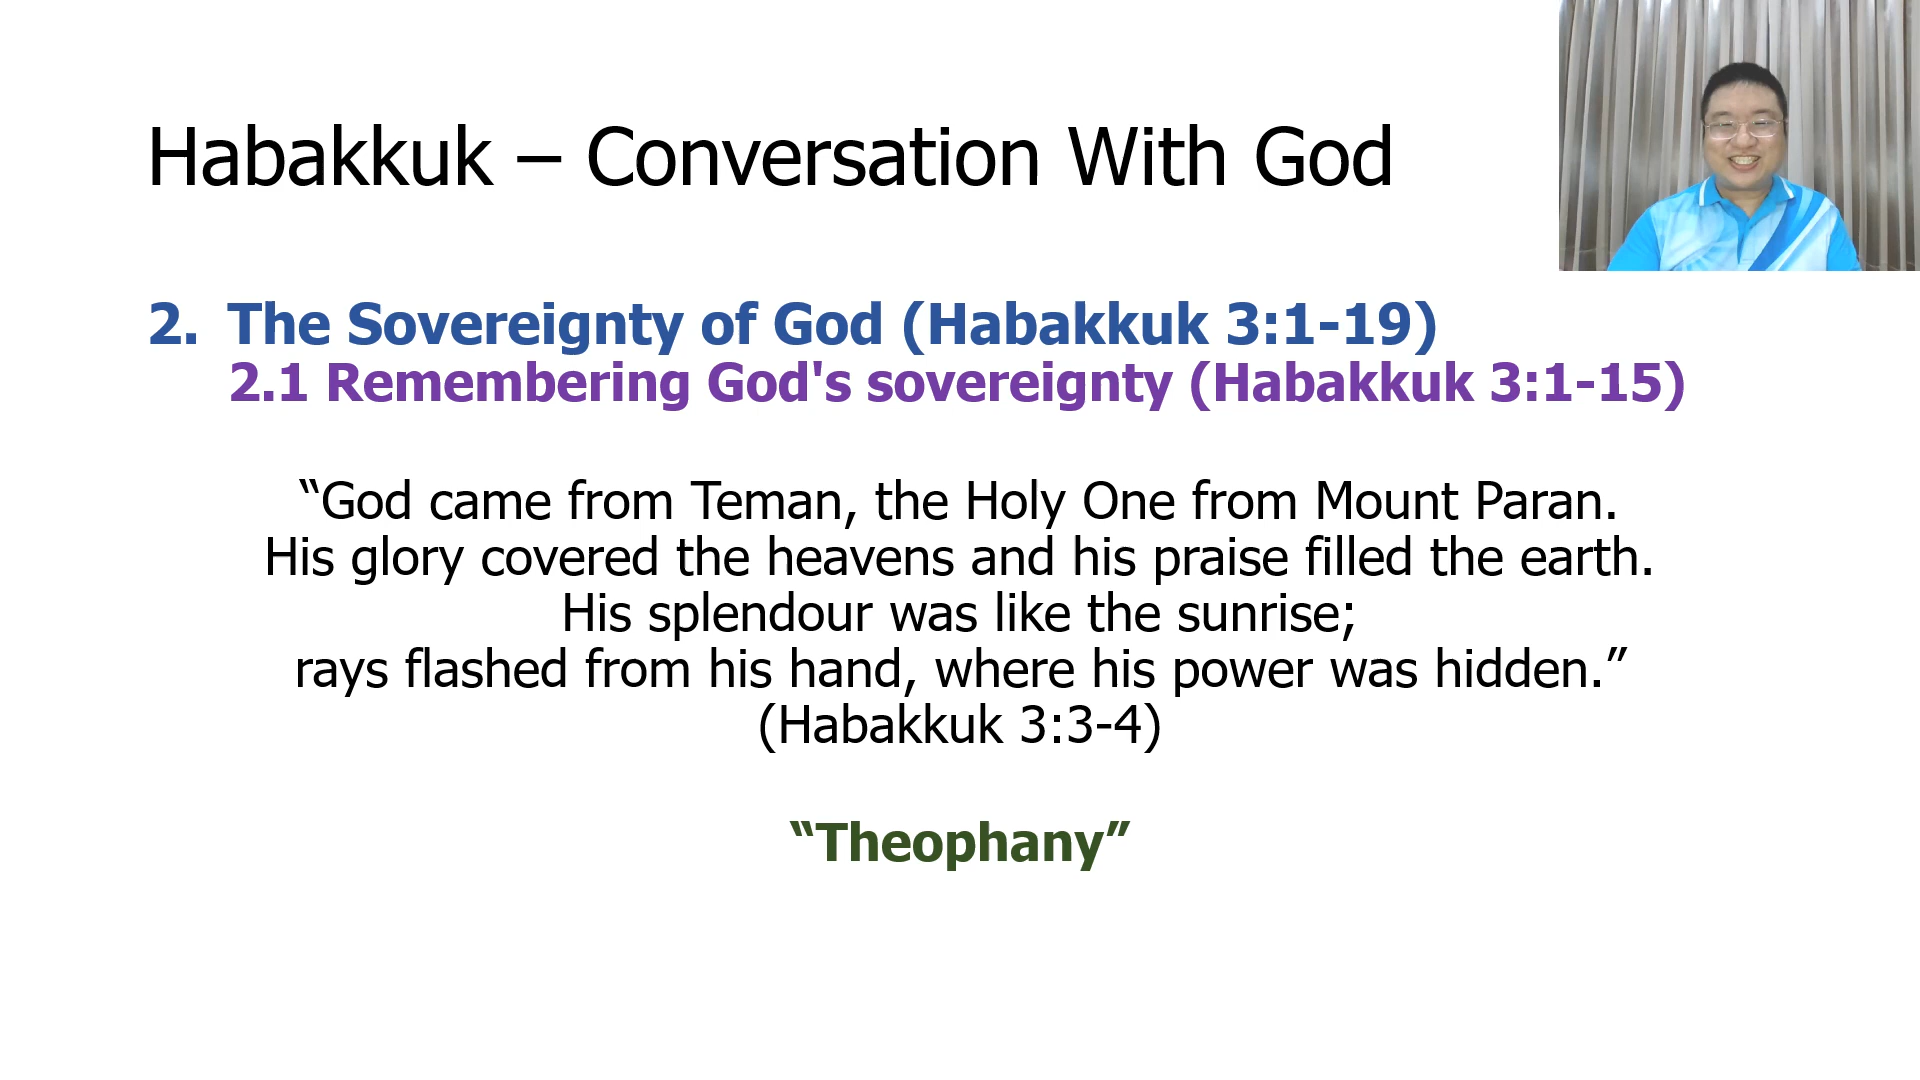 Habakkuk – Conversation With God
2. The Sovereignty of God (Habakkuk 3:1-19)
2.1 Remembering God's sovereignty (Habakkuk 3:1-15)
“God came from Teman, the Holy One from Mount Paran.
His glory covered the heavens and his praise filled the earth.
His splendour was like the sunrise;
rays flashed from his hand, where his power was hidden.”
(Habakkuk 3:3-4)
“Theophany”